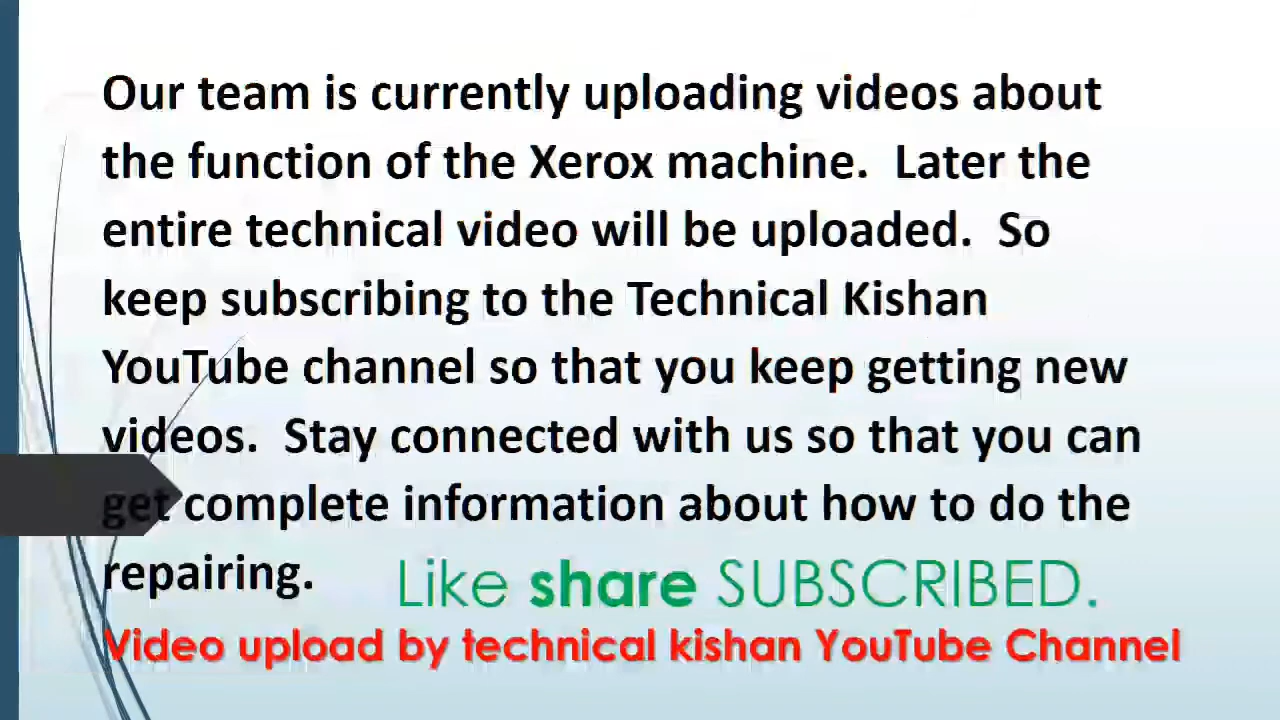 Our team is currently uploading videos about
the function of the Xerox machine. Later the
entire technical video will be uploaded. So
keep subscribing to the Technical Kishan
YouTube channel so that you keep getting new
videos. Stay connected with us so that you can
get complete information about how to do the
repairing.
Like share SUBSCRIBED.
Video upload by technical kishan YouTube Channel